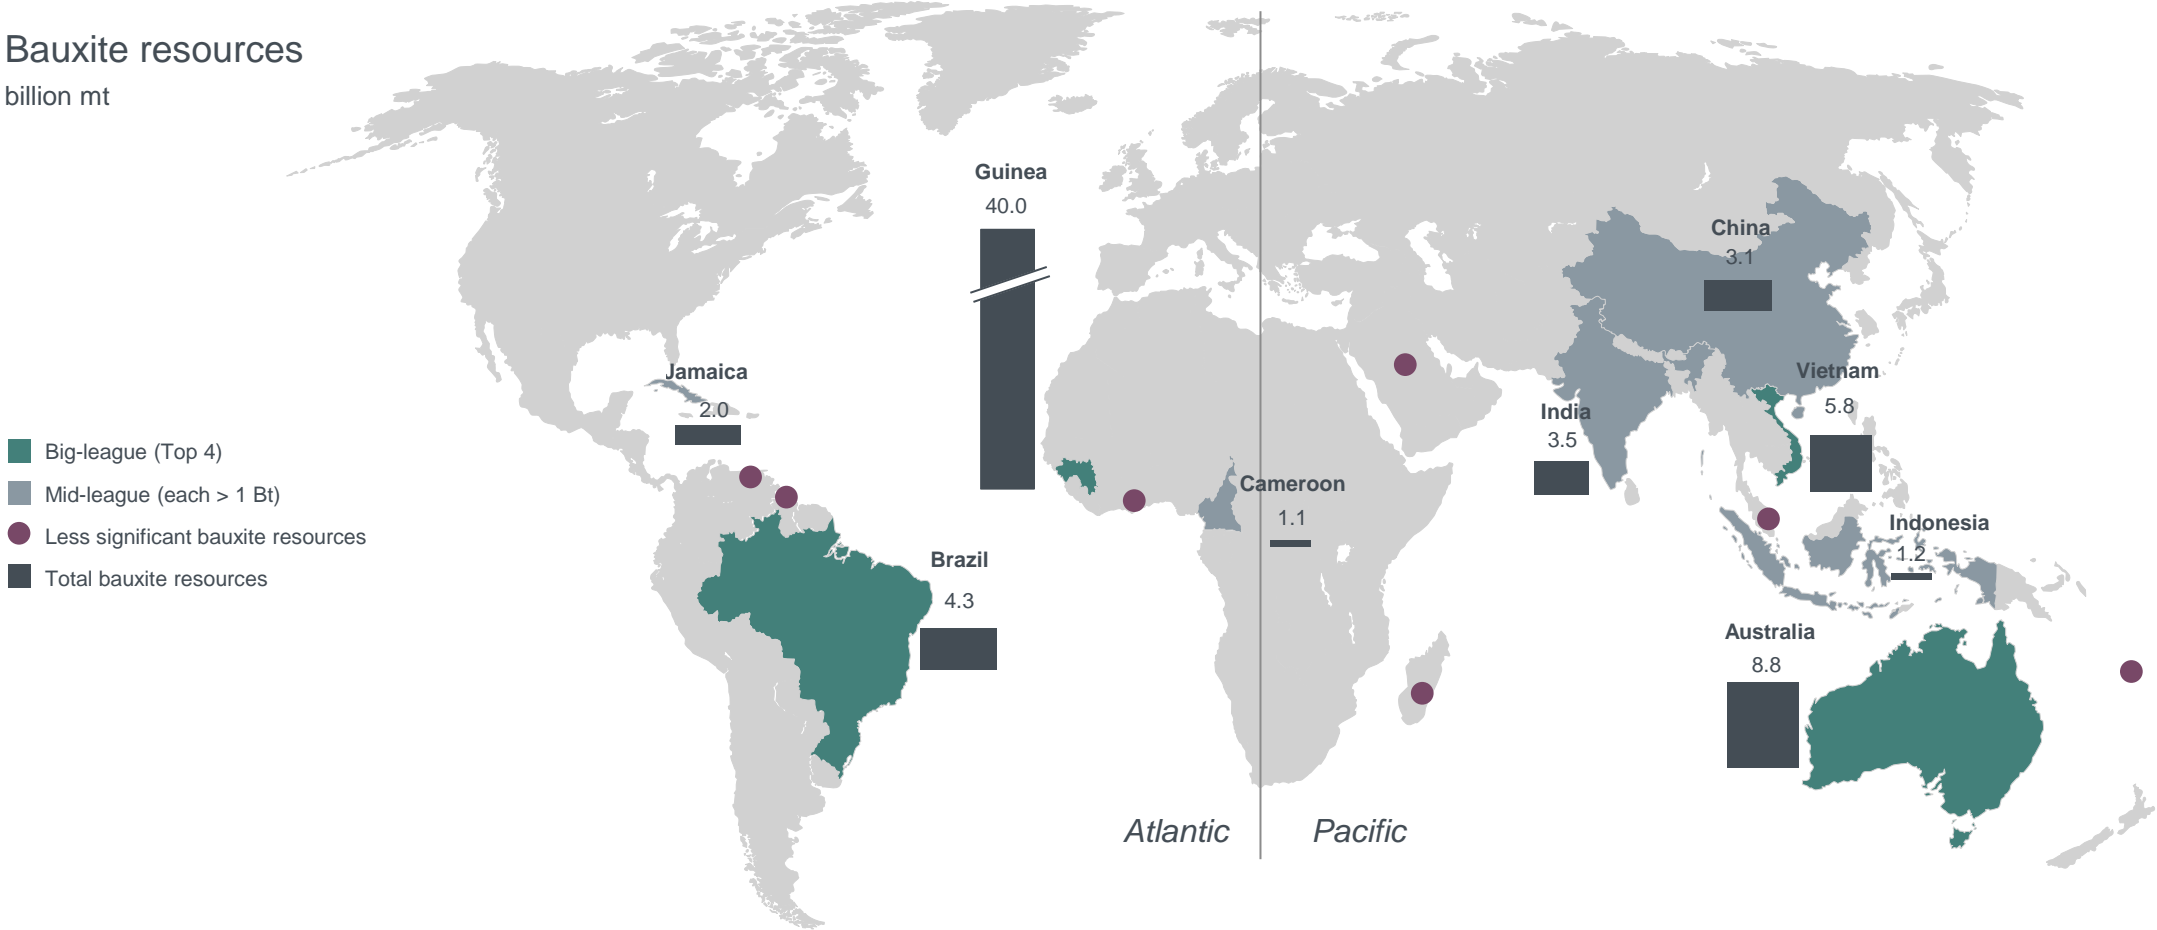 Bauxite resources
billion mt
Guinea
40.0
China
3.1
Jamaica
2.0
Vietnam
5.8
India
3.5
Big-league (Top 4)
Mid-league (each > 1 Bt)
Less significant bauxite resources
Total bauxite resources
Cameroon
1.1
Indonesia
1.2
Brazil
4.3
Australia
8.8
Atlantic
Pacific